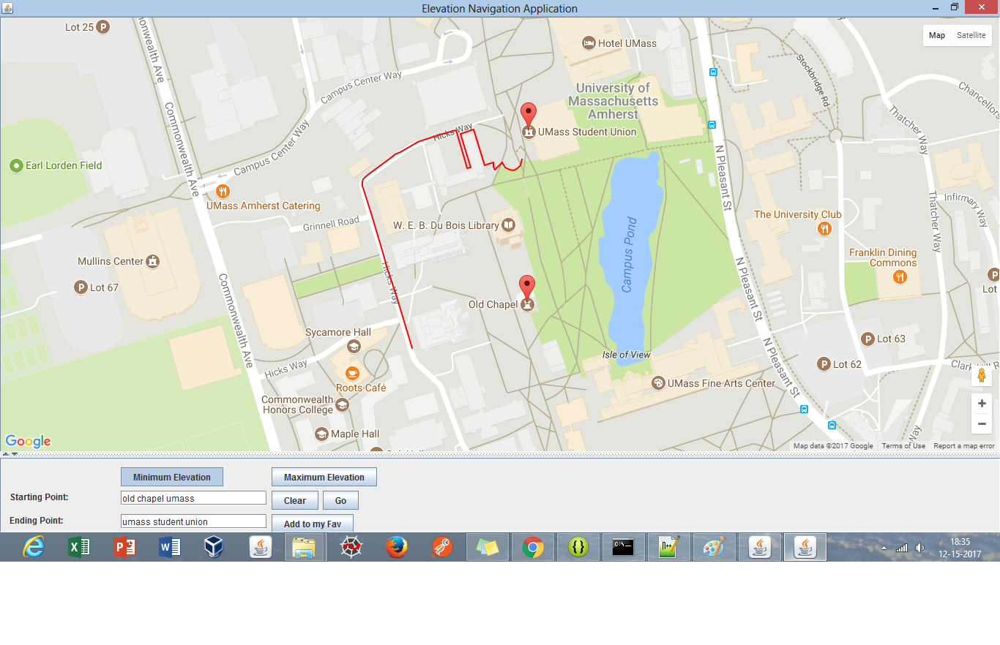 Elevation Navigation Application
Lot 25
P
Commonwealth Ave
Campus Center Way
Hotel UMass
Map
Satellite
University of
Massachusetts
Amherst
Stockbridge Rd
Thatcher Way
UMass Student Union
Hicks Way
Commonwealth Ave
Campus Center Way
N Pleasant St
Earl Lorden Field
UMass Amherst Catering
Grinnell Road
W. E. B. Du Bois Library
Campus Pond
The University Club
Thatcher Way
Infirmary Way
Franklin Dining
Commons
Mullins Center
P
Lot 67
Hicks Way
N Pleasant St
P
Lot
Old Chapel
Commonwealth Ave
Sycamore Hall
P
Lot 63
Isle of View
N Pleasant St
P
Lot 62
Hicks Way
Roots Café
UMass Fine Arts Center
Commonwealth
Honors College
Maple Hall
+
−
Google
Map data ©2017 Google
Terms of Use
Report a map error
Minimum Elevation
Maximum Elevation
Starting Point:
old chapel umass
Clear
Go
Ending Point:
umass student union
Add to my Fav
18:35
12-15-2017